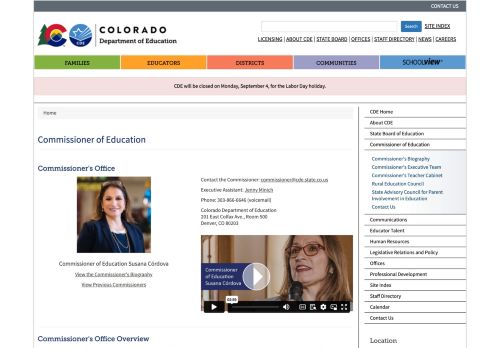 CONTACT US
COLORADO
Department of Education
CDE
Search
SITE INDEX
LICENSING | ABOUT CDE | STATE BOARD | OFFICES | STAFF DIRECTORY | NEWS | CAREERS
FAMILIES
EDUCATORS
DISTRICTS
COMMUNITIES
SCHOOLVIEW
CDE will be closed on Monday, September 4, for the Labor Day holiday.
Home
Commissioner of Education
Commissioner's Office
Commissioner of Education Susana Córdova
View the Commissioner's Biography
View Previous Commissioners
Contact the Commissioner: commissioner@cde.state.co.us
Executive Assistant: Jenny Minich
Phone: 303-866-6646 (voicemail)
Colorado Department of Education
201 East Colfax Ave., Room 500
Denver, CO 80203
Commissioner
of Education
Susana Córdova
Commissioner's Office Overview
CDE Home
About CDE
State Board of Education
Commissioner of Education
Commissioner's Biography
Commissioner's Executive Team
Commissioner's Teacher Cabinet
Rural Education Council
State Advisory Council for Parent
Involvement in Education
Contact Us
Communications
Educator Talent
Human Resources
Legislative Relations and Policy
Offices
Professional Development
Site Index
Staff Directory
Calendar
Contact Us
Location